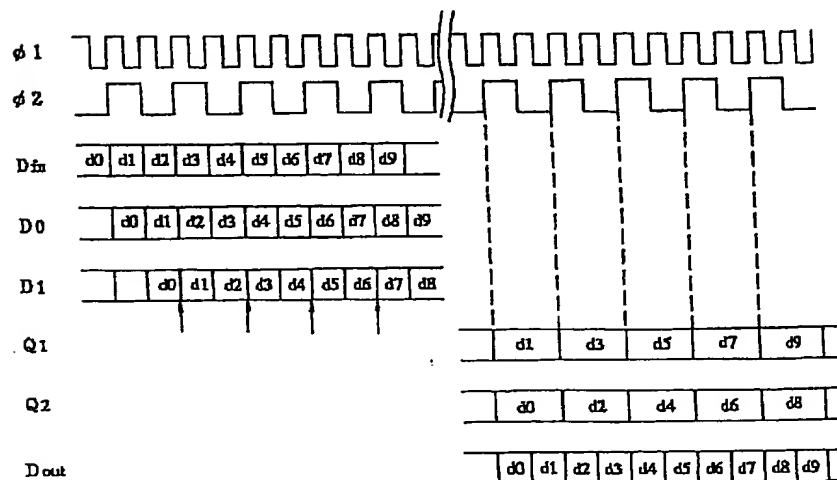 φ1
φ2
Din d0 d1 d2 d3 d4 d5 d6 d7 d8 d9
D0 d0 d1 d2 d3 d4 d5 d6 d7 d8 d9
D1 d0 d1 d2 d3 d4 d5 d6 d7 d8
Q1 d1 d3 d5 d7 d9
Q2 d0 d2 d4 d6 d8
Dout d0 d1 d2 d3 d4 d5 d6 d7 d8 d9